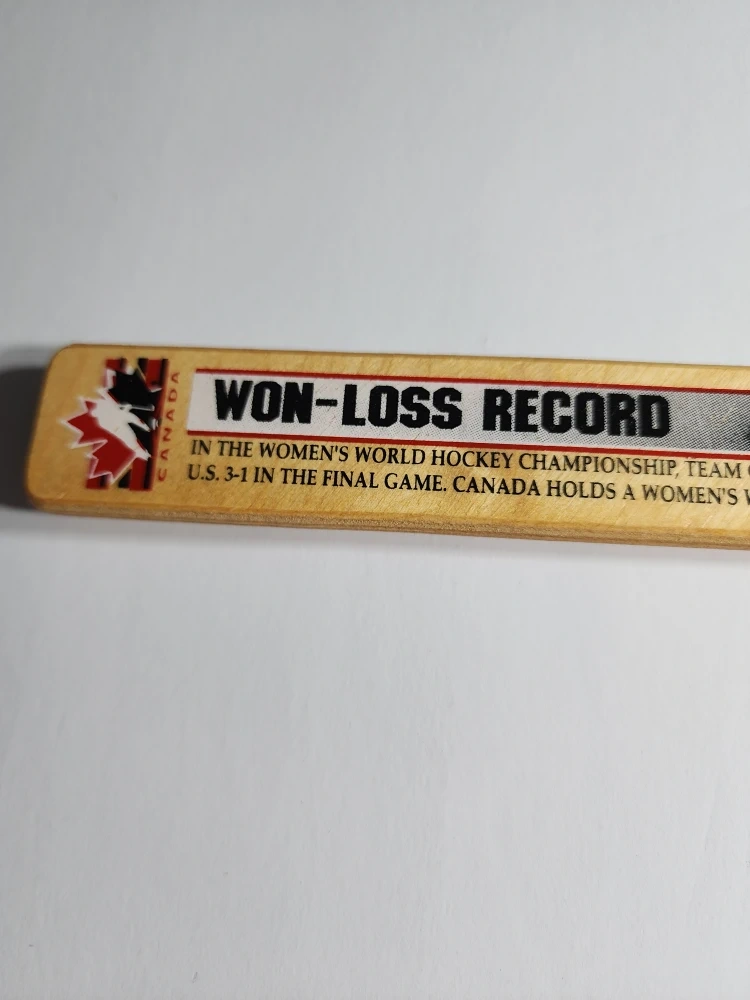 CANADA
WON-LOSS RECORD
IN THE WOMEN'S WORLD HOCKEY CHAMPIONSHIP, TEAM
U.S. 3-1 IN THE FINAL GAME. CANADA HOLDS A WOMEN'S